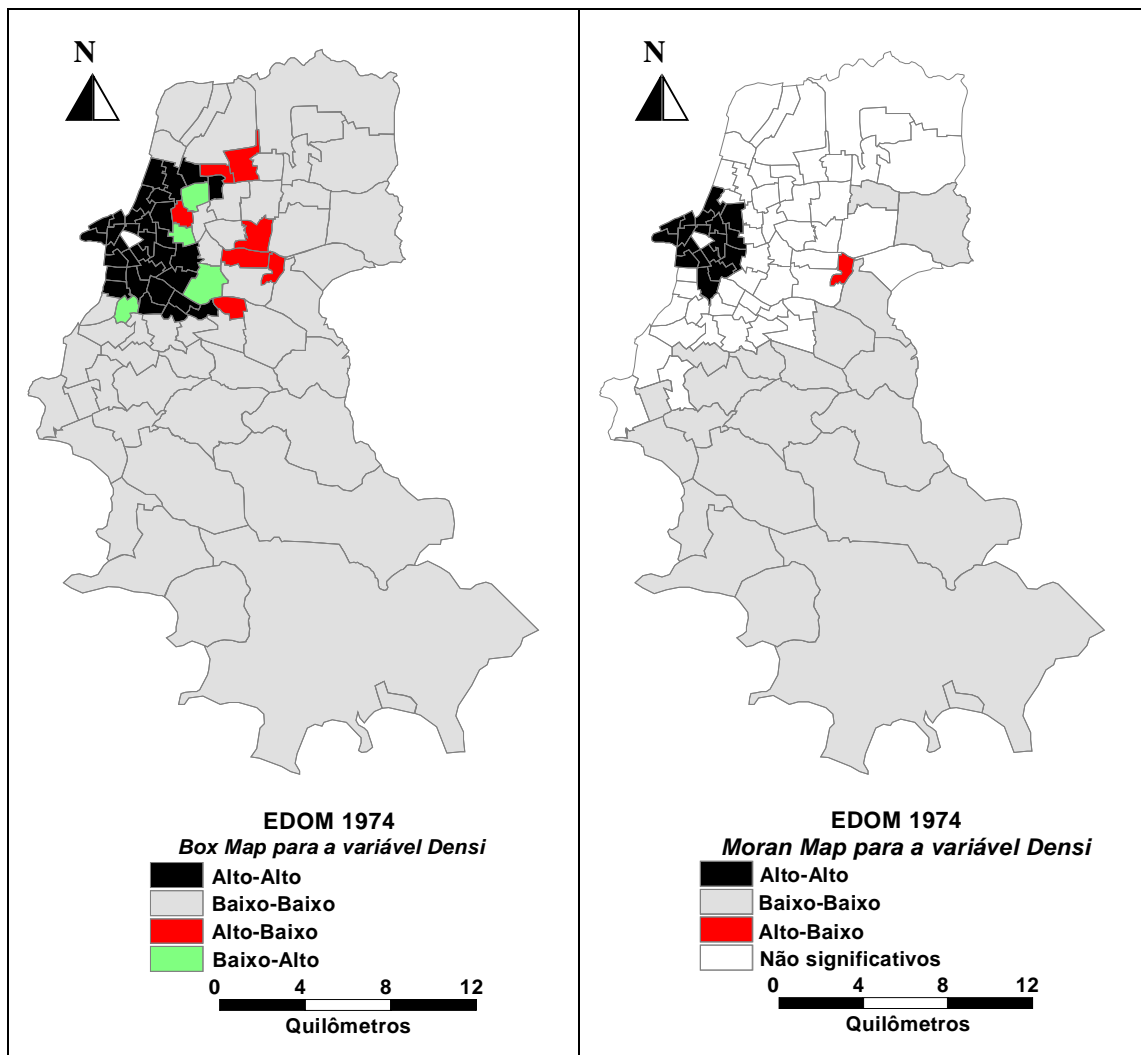 N
EDOM 1974
Box Map para a variável Densi
Alto-Alto
Baixo-Baixo
Alto-Baixo
Baixo-Alto
0 4 8 12
Quilômetros
N
EDOM 1974
Moran Map para a variável Densi
Alto-Alto
Baixo-Baixo
Alto-Baixo
Não significativos
0 4 8 12
Quilômetros